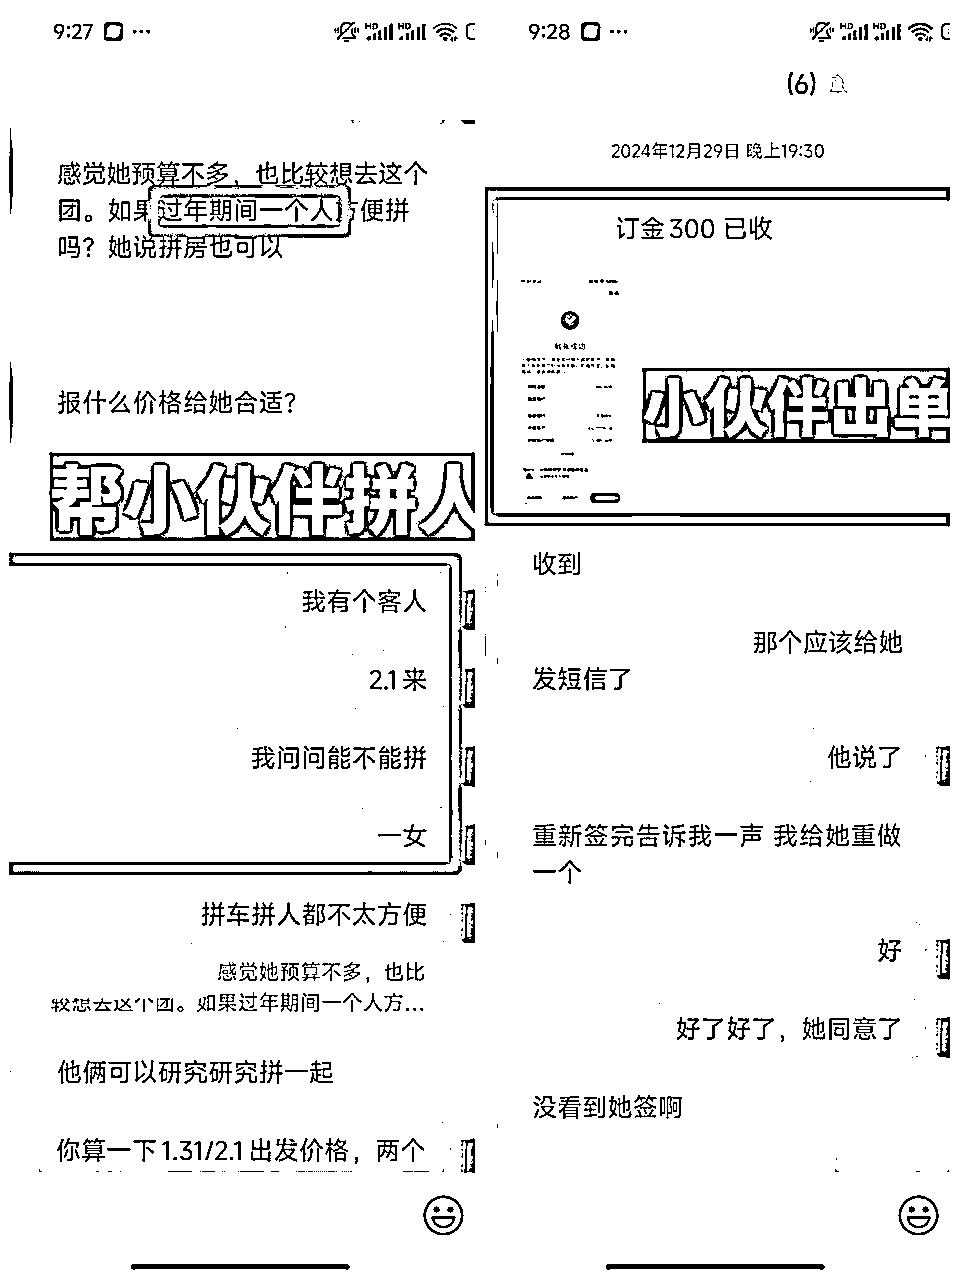 9:27
HD HD
感觉她预算不多，也比较想去这个
团。如果过年期间一个人方便拼
吗？她说拼房也可以
报什么价格给她合适？
帮小伙伴拼人
我有个客人
2.1来
我问问能不能拼
一女
拼车拼人都不太方便
感觉她预算不多，也比
较想去这个团。如果过年期间一个人方...
他俩可以研究研究拼一起
你算一下1.31/2.1出发价格，两个
9:28
HD HD
(6)
2024年12月29日 晚上19:30
订金300 已收
小伙伴出单
收到
那个应该给她
发短信了
他说了
重新签完告诉我一声 我给她重做
一个
好
好了好了，她同意了
没看到她签啊